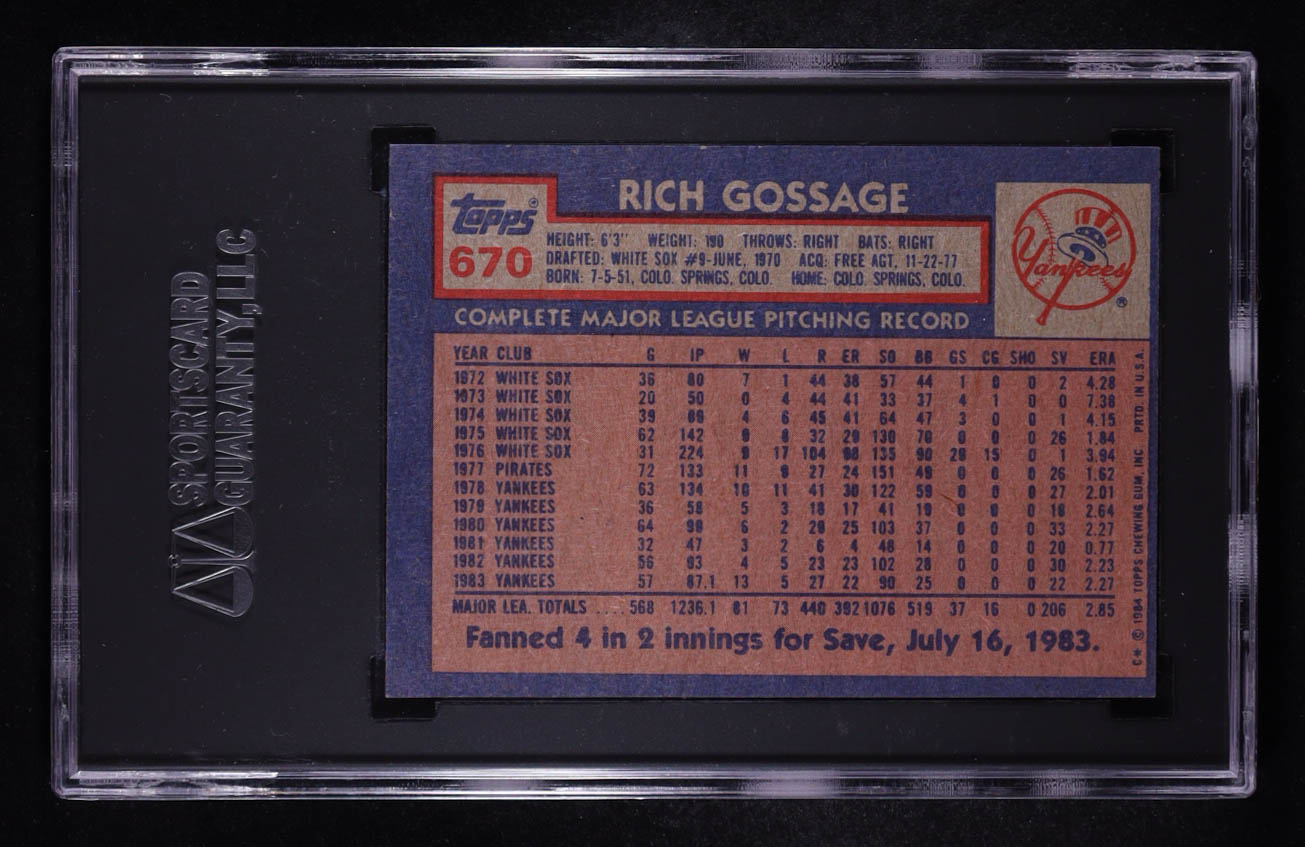 SPORTSCARD
GUARANTY, LLC
topps
670
RICH GOSSAGE
HEIGHT: 6'3" WEIGHT: 190 THROWS: RIGHT BATS: RIGHT
DRAFTED: WHITE SOX #9-JUNE, 1970 ACQ: FREE AGT, 11-22-77
BORN: 7-5-51, COLO. SPRINGS, COLO. HOME: COLO. SPRINGS, COLO.
Yankees ®
COMPLETE MAJOR LEAGUE PITCHING RECORD
YEAR CLUB G IP W L R ER SO BB GS CG SHO SV ERA
1972 WHITE SOX 36 80 7 1 44 38 57 44 1 0 0 2 4.28
1973 WHITE SOX 20 50 0 4 44 41 33 37 4 1 0 0 7.38
1974 WHITE SOX 39 89 4 6 45 41 64 47 3 0 0 1 4.15
1975 WHITE SOX 62 142 9 8 32 29 130 70 0 0 0 26 1.84
1976 WHITE SOX 31 224 9 17 104 98 135 90 29 15 0 1 3.94
1977 PIRATES 72 133 11 9 27 24 151 49 0 0 0 26 1.62
1978 YANKEES 63 134 10 11 41 30 122 59 0 0 0 27 2.01
1979 YANKEES 36 58 5 3 18 17 41 19 0 0 0 18 2.64
1980 YANKEES 64 99 6 2 29 25 103 37 0 0 0 33 2.27
1981 YANKEES 32 47 3 2 6 4 48 14 0 0 0 20 0.77
1982 YANKEES 56 93 4 5 23 23 102 28 0 0 0 30 2.23
1983 YANKEES 57 87.1 13 5 27 22 90 25 0 0 0 22 2.27
MAJOR LEA. TOTALS .... 568 1236.1 81 73 440 392 1076 519 37 16 0 206 2.85
Fanned 4 in 2 innings for Save, July 16, 1983.
C* © 1984 TOPPS CHEWING GUM, INC. PRTD. IN U.S.A.